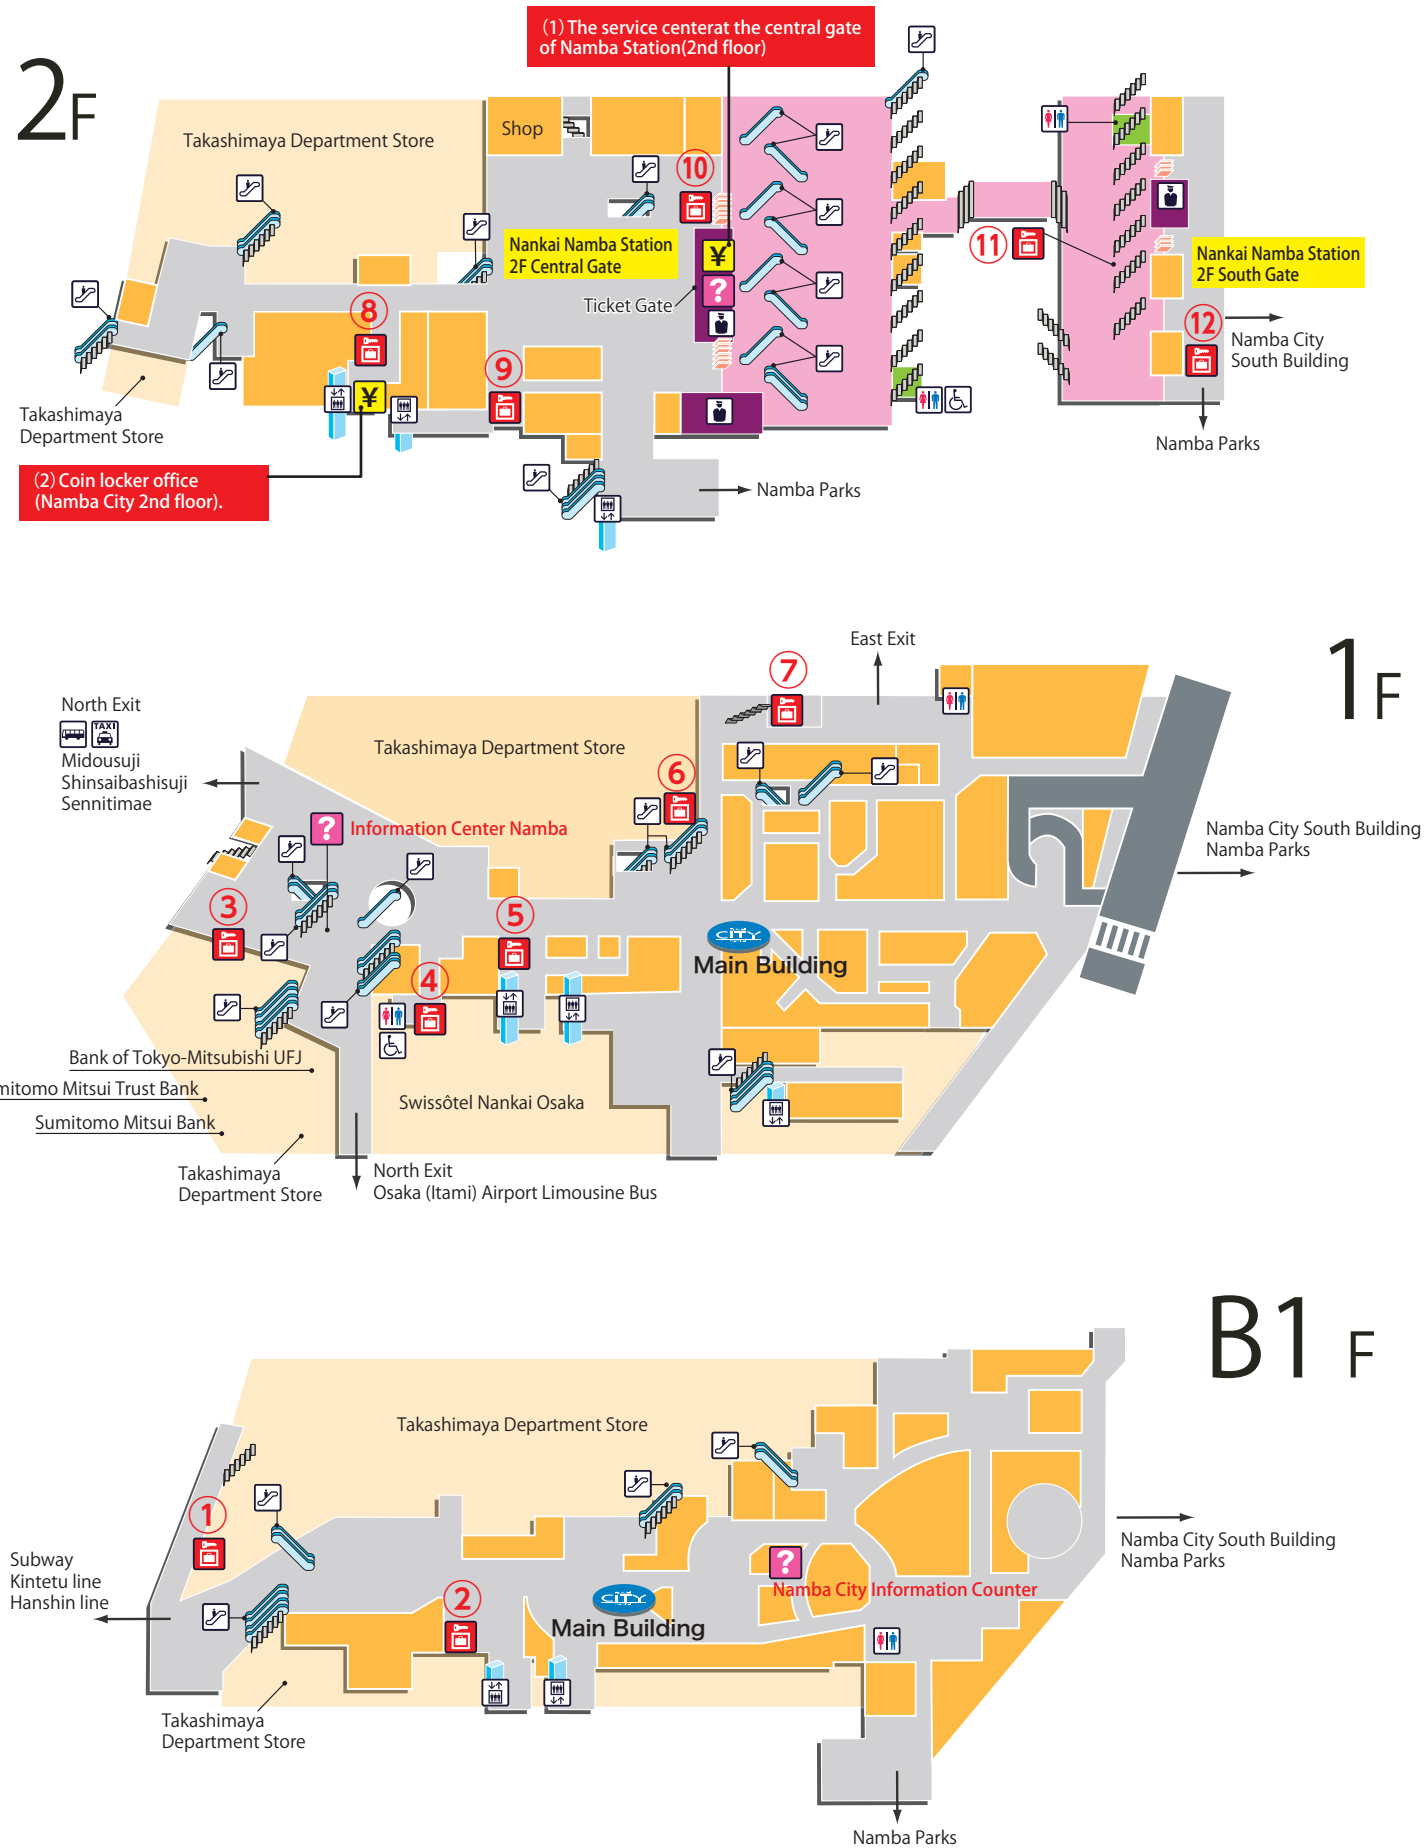 (1) The service centerat the central gate
of Namba Station(2nd floor)
2F
Takashimaya Department Store
Shop
10
Nankai Namba Station
2F Central Gate
Ticket Gate
11
Nankai Namba Station
2F South Gate
8
9
12
Namba City
South Building
Takashimaya
Department Store
Namba Parks
(2) Coin locker office
(Namba City 2nd floor).
Namba Parks
1F
East Exit
7
North Exit
TAXI
Midousuji
Shinsaibashisuji
Sennitimae
Takashimaya Department Store
6
Information Center Namba
Namba City South Building
Namba Parks
3
5
CITY
Main Building
4
Bank of Tokyo-Mitsubishi UFJ
mitomo Mitsui Trust Bank
Sumitomo Mitsui Bank
Swissôtel Nankai Osaka
Takashimaya
Department Store
North Exit
Osaka (Itami) Airport Limousine Bus
B1 F
Takashimaya Department Store
1
Subway
Kintetu line
Hanshin line
Namba City South Building
Namba Parks
2
CITY
Main Building
Namba City Information Counter
Takashimaya
Department Store
Namba Parks